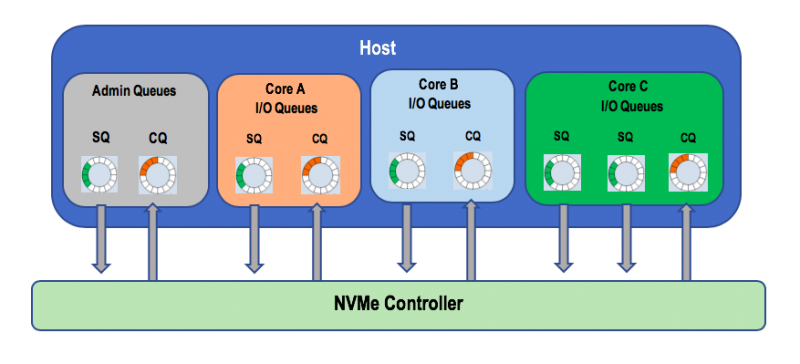 Host
Admin Queues
SQ
CQ
Core A
I/O Queues
SQ
CQ
Core B
I/O Queues
SQ
CQ
Core C
I/O Queues
SQ
SQ
CQ
NVMe Controller